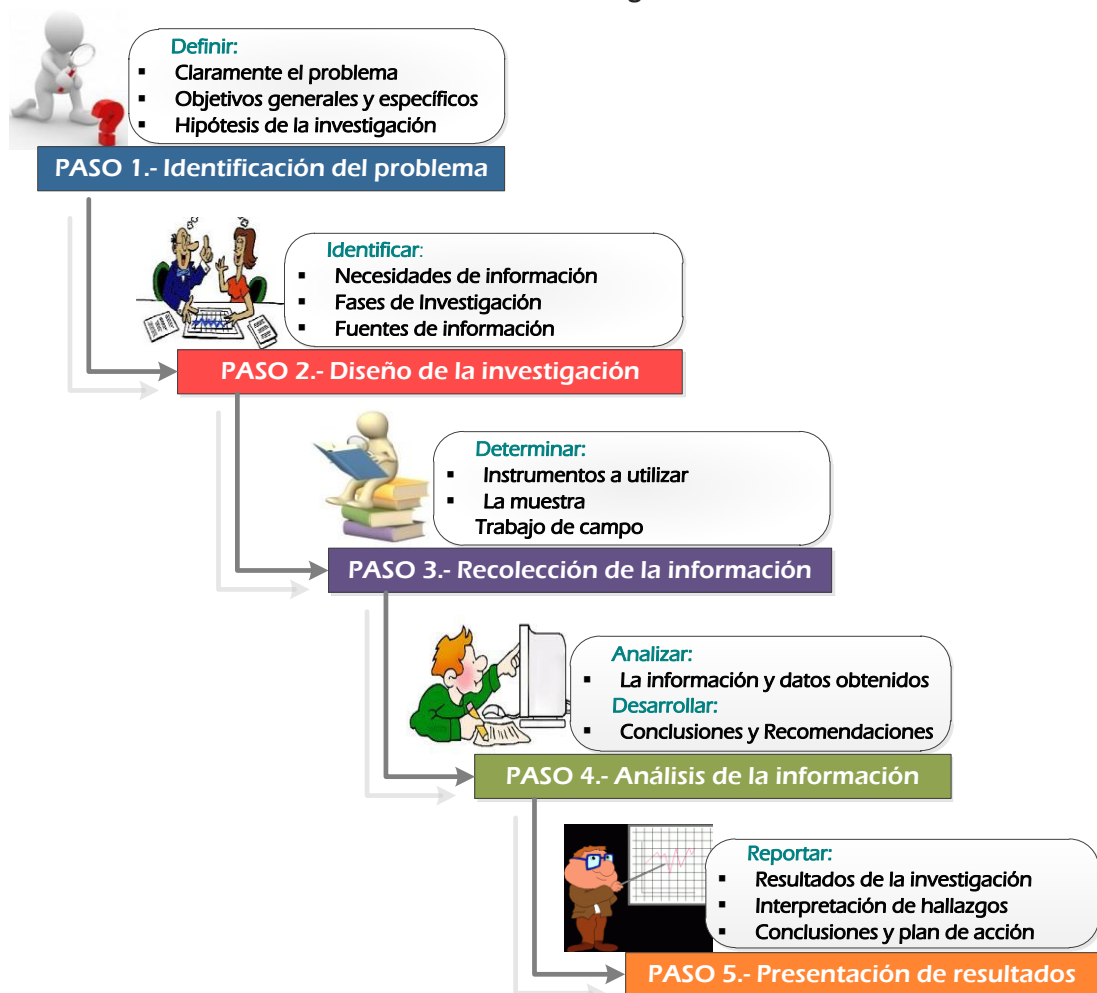 Definir:
▪ Claramente el problema
▪ Objetivos generales y específicos
▪ Hipótesis de la investigación
PASO 1.- Identificación del problema
Identificar:
▪ Necesidades de información
▪ Fases de Investigación
▪ Fuentes de información
PASO 2.- Diseño de la investigación
Determinar:
▪ Instrumentos a utilizar
▪ La muestra
Trabajo de campo
PASO 3.- Recolección de la información
Analizar:
▪ La información y datos obtenidos
Desarrollar:
▪ Conclusiones y Recomendaciones
PASO 4.- Análisis de la información
Reportar:
▪ Resultados de la investigación
▪ Interpretación de hallazgos
▪ Conclusiones y plan de acción
PASO 5.- Presentación de resultados